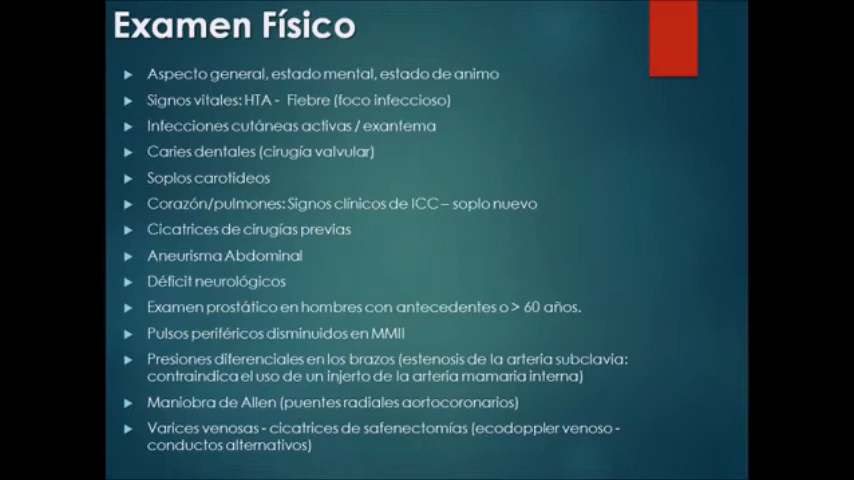 Examen Físico
Aspecto general, estado mental, estado de animo
Signos vitales: HTA - Fiebre (foco infeccioso)
Infecciones cutáneas activas / exantema
Caries dentales (cirugía valvular)
Soplos carotideos
Corazón/pulmones: Signos clínicos de ICC – soplo nuevo
Cicatrices de cirugías previas
Aneurisma Abdominal
Déficit neurológicos
Examen prostático en hombres con antecedentes o > 60 años.
Pulsos periféricos disminuidos en MMII
Presiones diferenciales en los brazos (estenosis de la arteria subclavia:
contraindica el uso de un injerto de la arteria mamaria interna)
Maniobra de Allen (puentes radiales aortocoronarios)
Varices venosas - cicatrices de safenectomías (ecodoppler venoso -
conductos alternativos)